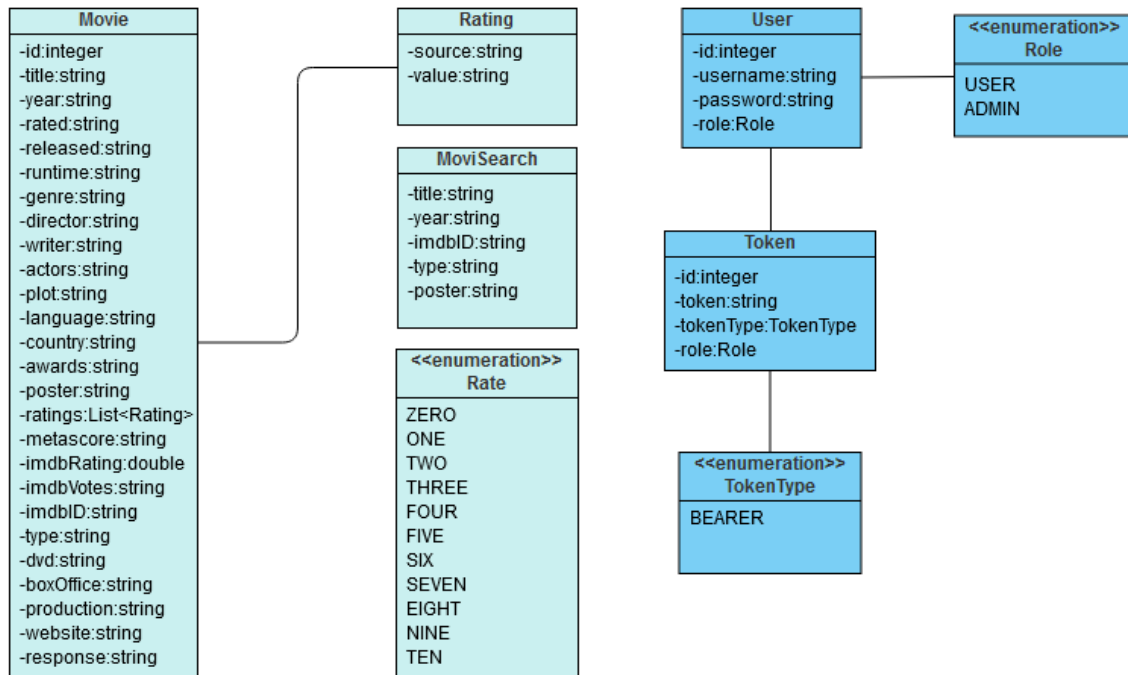 Movie
-id:integer
-title:string
-year:string
-rated:string
-released:string
-runtime:string
-genre:string
-director:string
-writer:string
-actors:string
-plot:string
-language:string
-country:string
-awards:string
-poster:string
-ratings:List<Rating>
-metascore:string
-imdbRating:double
-imdbVotes:string
-imdbID:string
-type:string
-dvd:string
-boxOffice:string
-production:string
-website:string
-response:string
Rating
-source:string
-value:string
MoviSearch
-title:string
-year:string
-imdbID:string
-type:string
-poster:string
<<enumeration>>
Rate
ZERO
ONE
TWO
THREE
FOUR
FIVE
SIX
SEVEN
EIGHT
NINE
TEN
User
-id:integer
-username:string
-password:string
-role:Role
<<enumeration>>
Role
USER
ADMIN
Token
-id:integer
-token:string
-tokenType:TokenType
-role:Role
<<enumeration>>
TokenType
BEARER